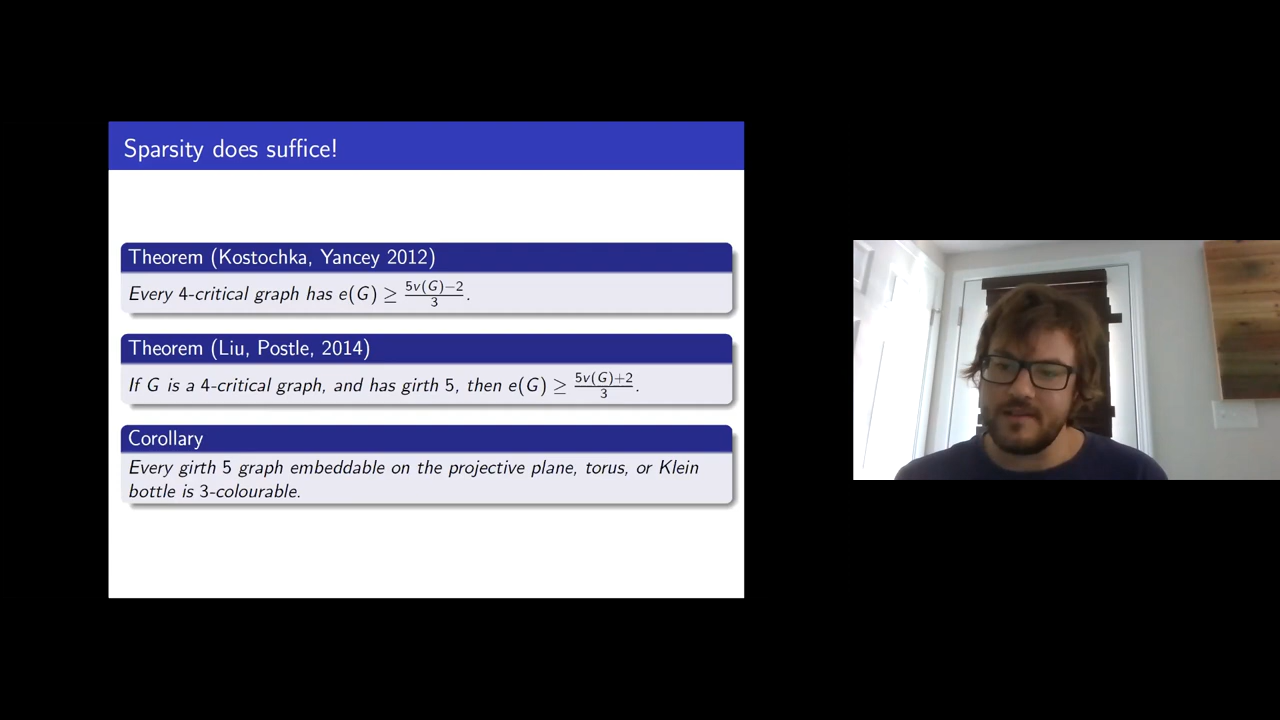 Sparsity does suffice!
Theorem (Kostochka, Yancey 2012)
Every 4-critical graph has e(G) ≥ \frac{5v(G)−2}{3}.
Theorem (Liu, Postle, 2014)
If G is a 4-critical graph, and has girth 5, then e(G) ≥ \frac{5v(G)+2}{3}.
Corollary
Every girth 5 graph embeddable on the projective plane, torus, or Klein
bottle is 3-colourable.